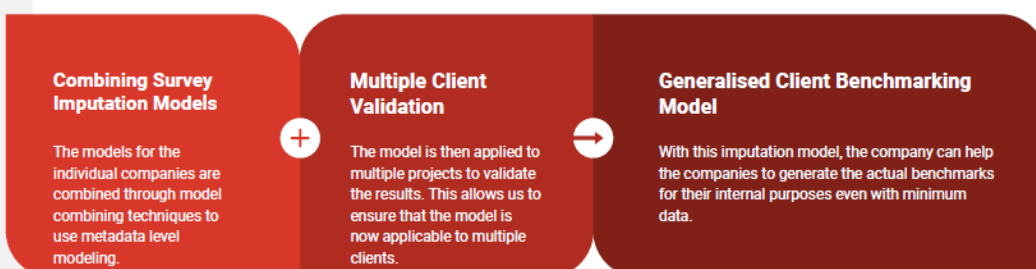 Combining Survey
Imputation Models
The models for the
individual companies are
combined through model
combining techniques to
use metadata level
modeling.
+
Multiple Client
Validation
The model is then applied to
multiple projects to validate
the results. This allows us to
ensure that the model is
now applicable to multiple
clients.
Generalised Client Benchmarking
Model
With this imputation model, the company can help
the companies to generate the actual benchmarks
for their internal purposes even with minimum
data.